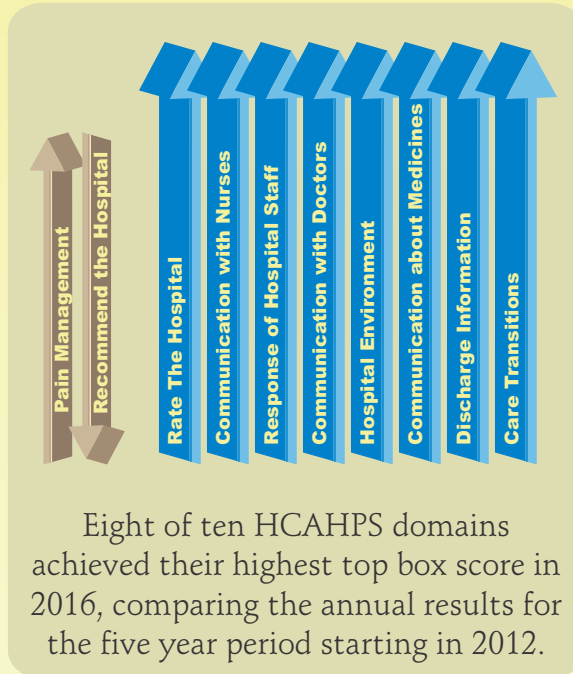 Pain Management
Recommend the Hospital
Rate The Hospital
Communication with Nurses
Response of Hospital Staff
Communication with Doctors
Hospital Environment
Communication about Medicines
Discharge Information
Care Transitions
Eight of ten HCAHPS domains
achieved their highest top box score in
2016, comparing the annual results for
the five year period starting in 2012.